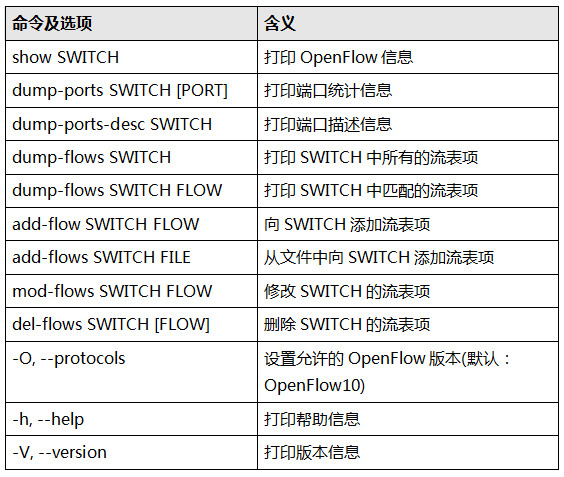 命令及选项 含义
show SWITCH 打印 OpenFlow 信息
dump-ports SWITCH [PORT] 打印端口统计信息
dump-ports-desc SWITCH 打印端口描述信息
dump-flows SWITCH 打印 SWITCH 中所有的流表项
dump-flows SWITCH FLOW 打印 SWITCH 中匹配的流表项
add-flow SWITCH FLOW 向 SWITCH 添加流表项
add-flows SWITCH FILE 从文件中向 SWITCH 添加流表项
mod-flows SWITCH FLOW 修改 SWITCH 的流表项
del-flows SWITCH [FLOW] 删除 SWITCH 的流表项
-O, --protocols 设置允许的 OpenFlow 版本(默认：
OpenFlow10)
-h, --help 打印帮助信息
-V, --version 打印版本信息